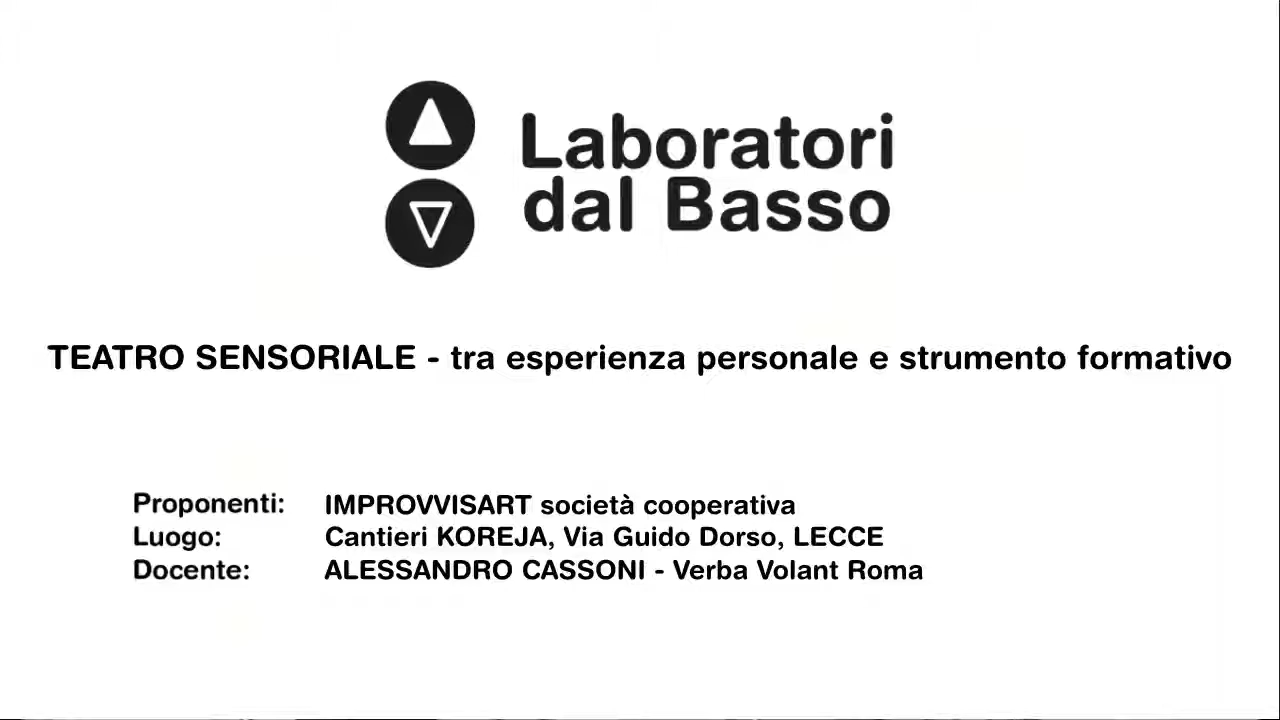 Laboratori
dal Basso
TEATRO SENSORIALE - tra esperienza personale e strumento formativo
Proponenti: IMPROVVISART società cooperativa
Luogo: Cantieri KOREJA, Via Guido Dorso, LECCE
Docente: ALESSANDRO CASSONI - Verba Volant Roma